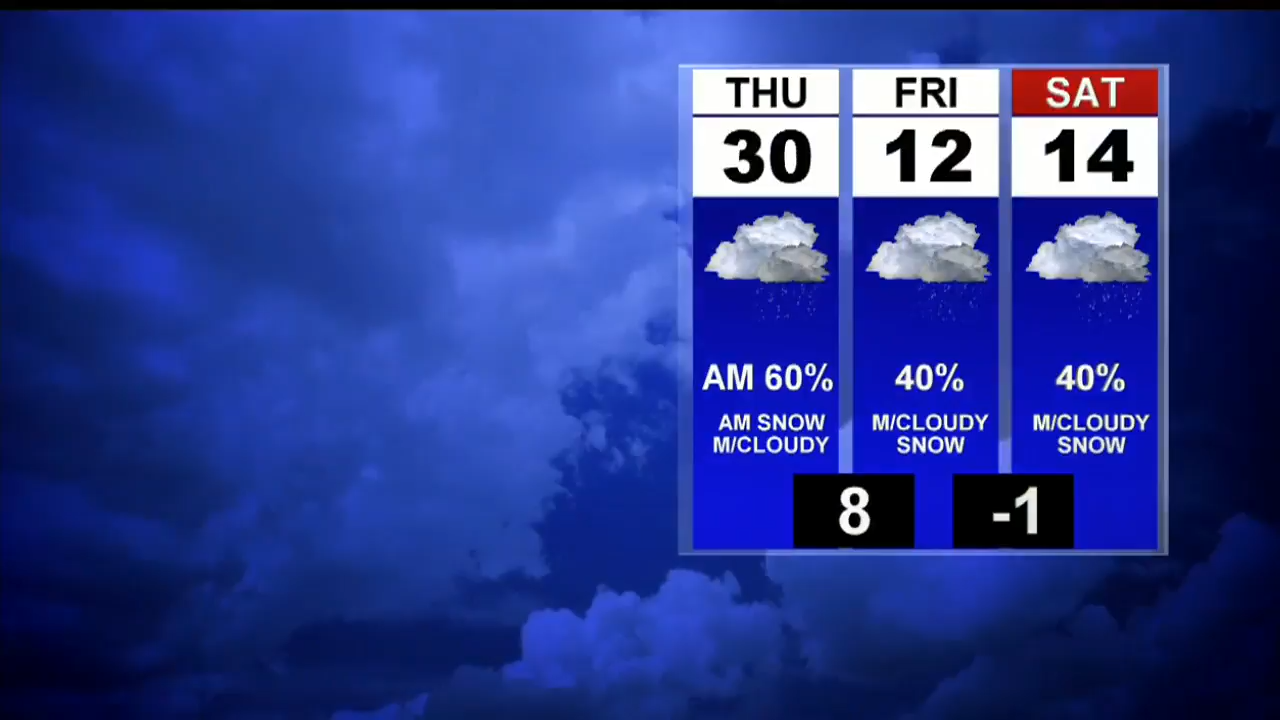 THU
30
AM 60%
AM SNOW
M/CLOUDY
FRI
12
40%
M/CLOUDY
SNOW
SAT
14
40%
M/CLOUDY
SNOW
8
-1